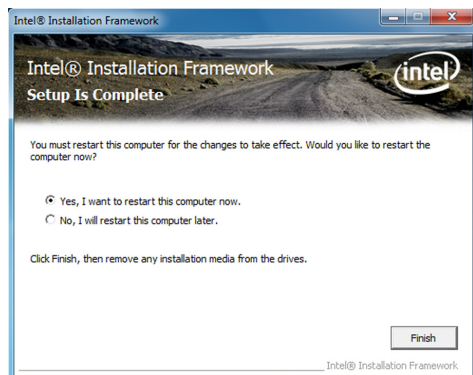 Intel® Installation Framework
Intel® Installation Framework
Setup Is Complete
intel
You must restart this computer for the changes to take effect. Would you like to restart the
computer now?
Yes, I want to restart this computer now.
No, I will restart this computer later.
Click Finish, then remove any installation media from the drives.
Finish
Intel® Installation Framework